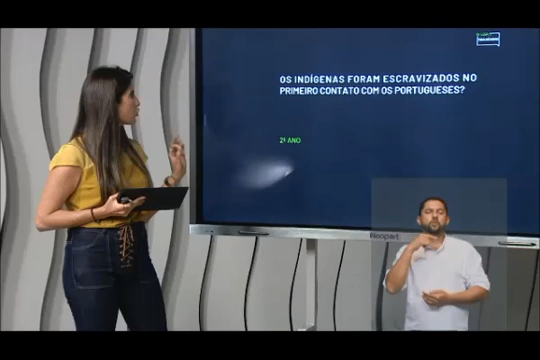 OS INDÍGENAS FORAM ESCRAVIZADOS NO
PRIMEIRO CONTATO COM OS PORTUGUESES?
2º ANO